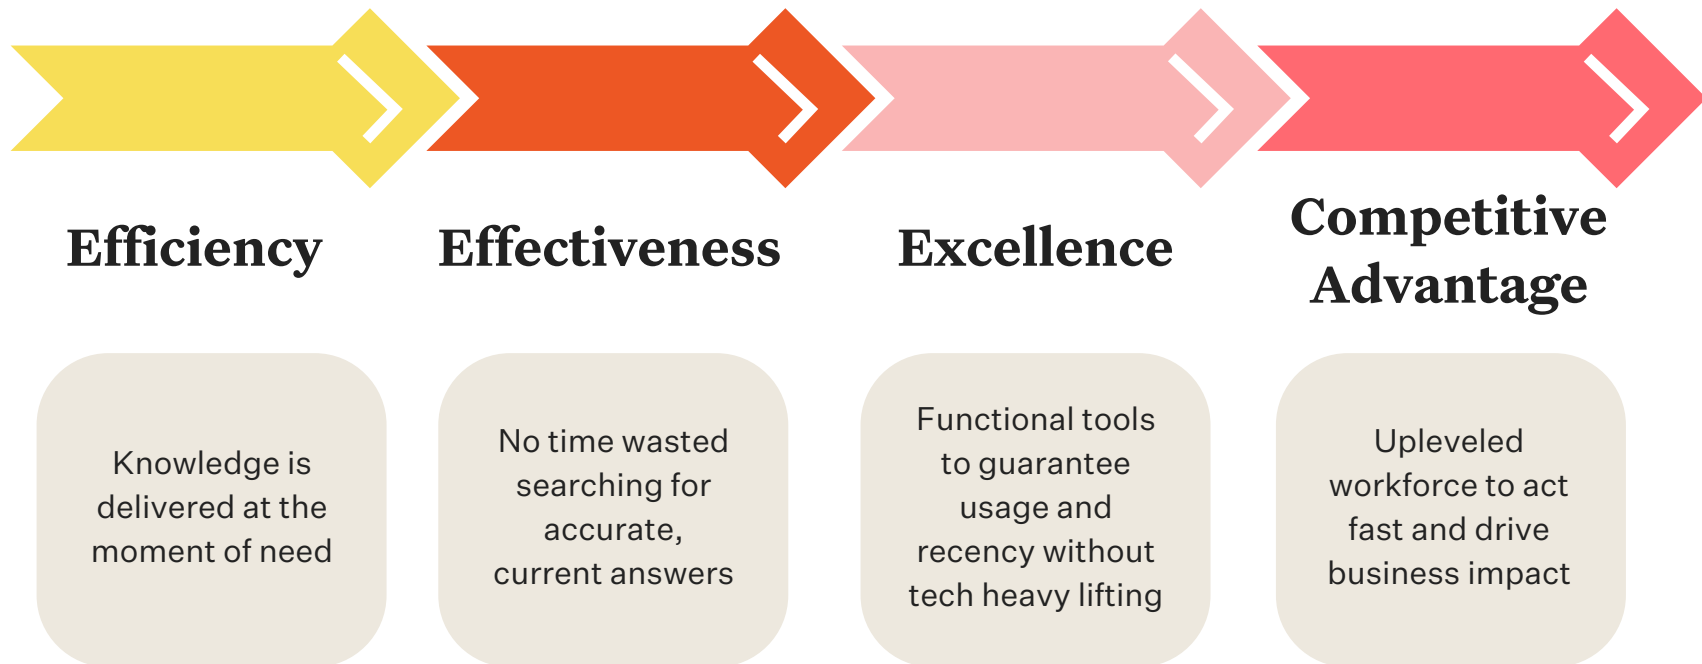 Efficiency
Knowledge is
delivered at the
moment of need
Effectiveness
No time wasted
searching for
accurate,
current answers
Excellence
Functional tools
to guarantee
usage and
recency without
tech heavy lifting
Competitive
Advantage
Upleveled
workforce to act
fast and drive
business impact